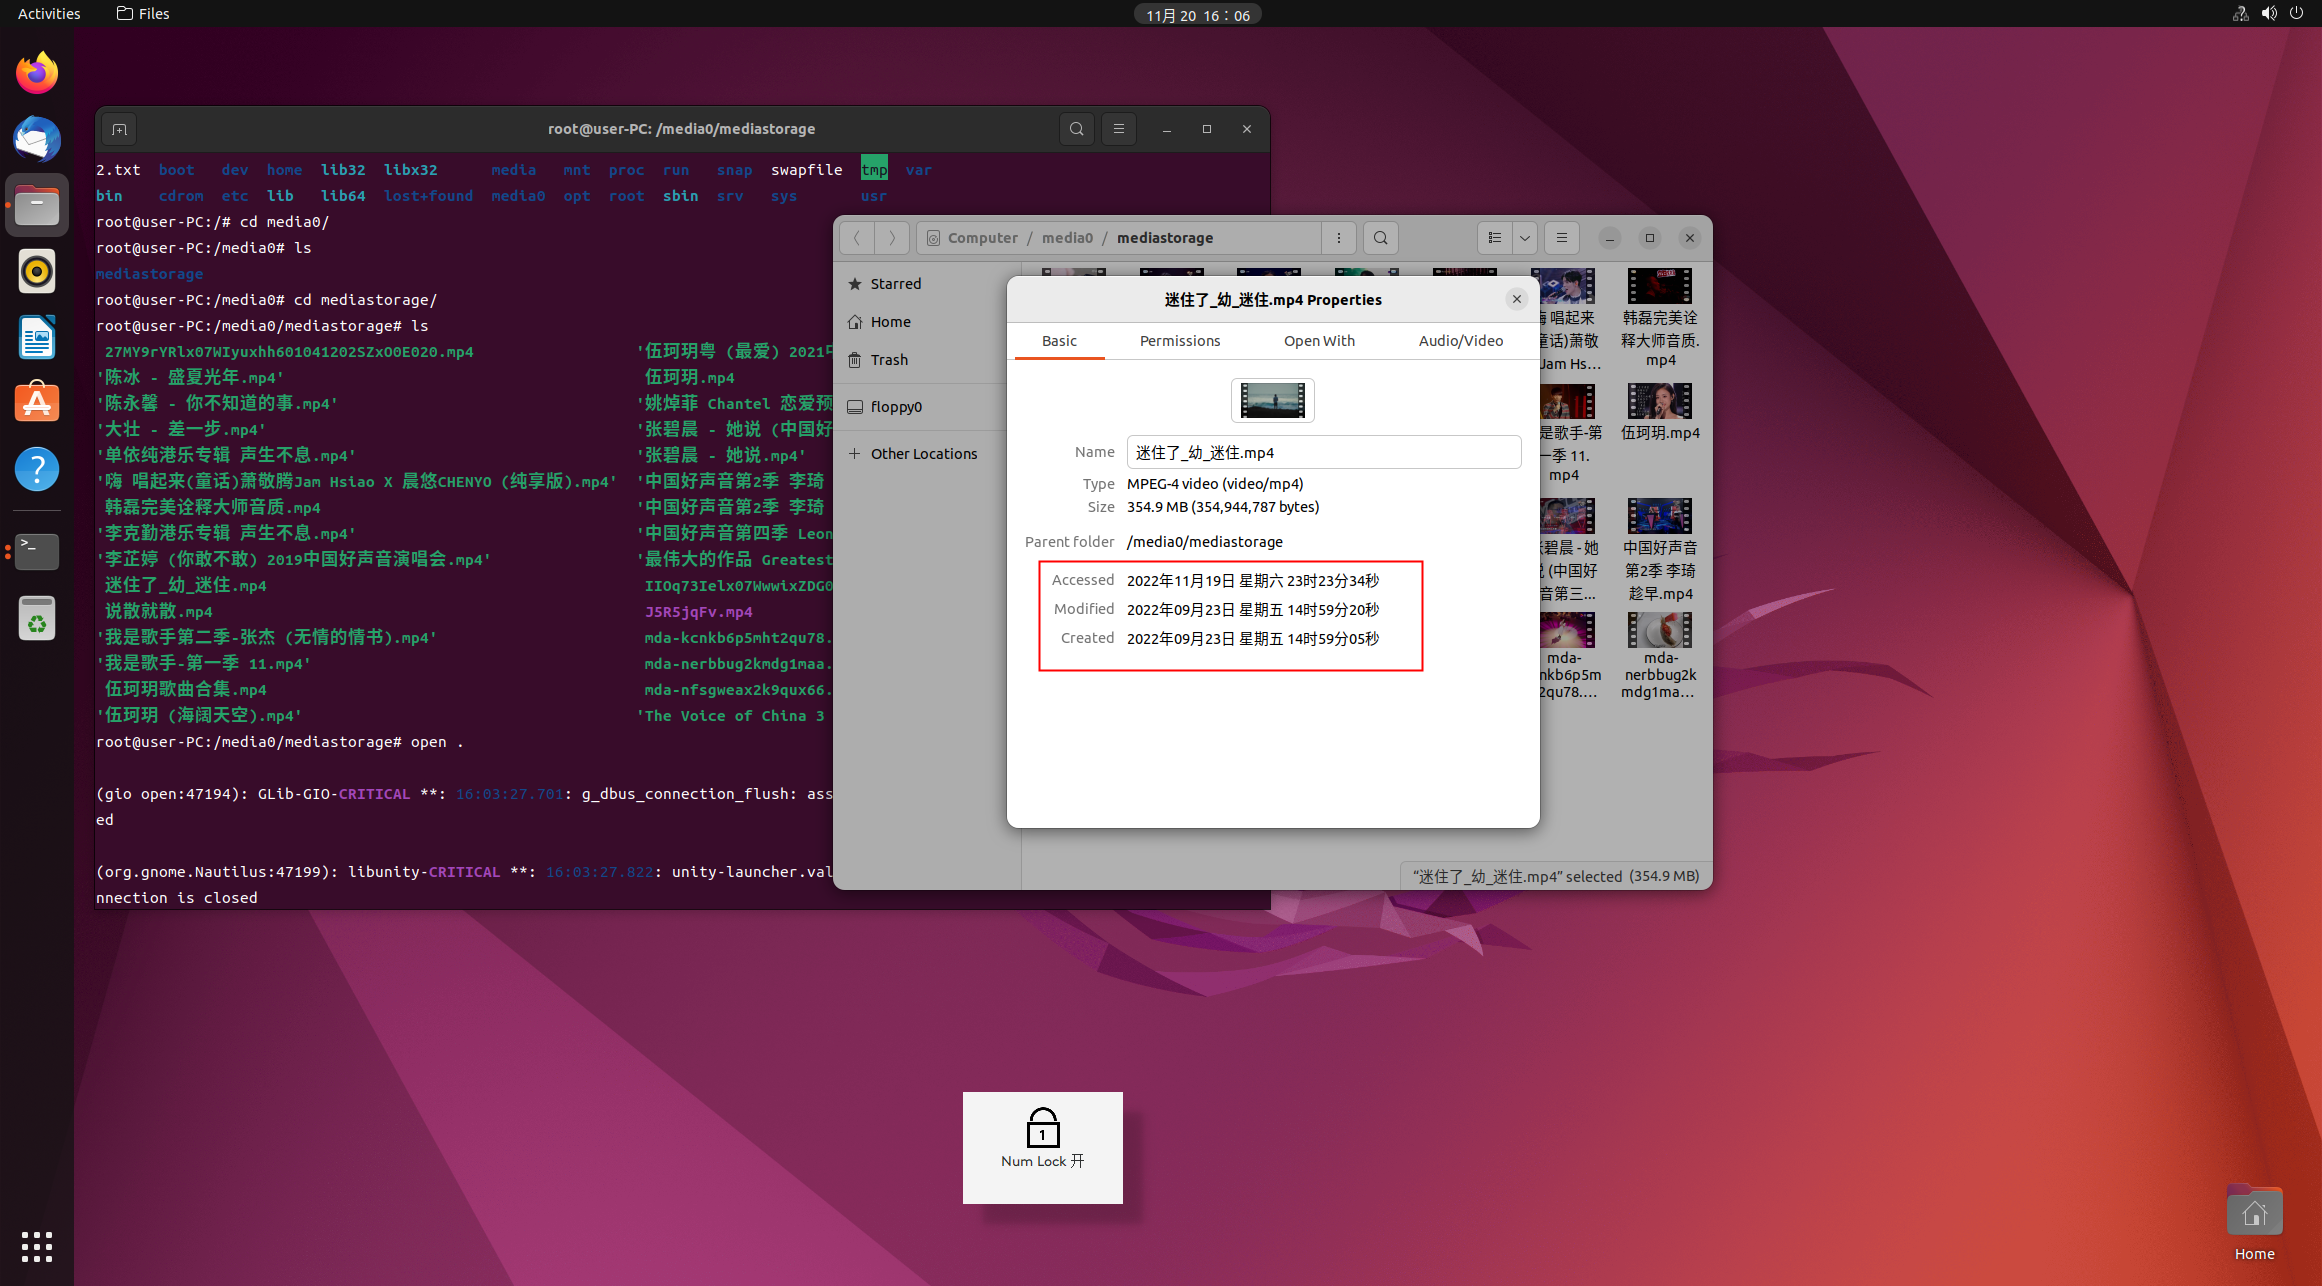 Activities
Files
11月 20 16：06
root@user-PC: /media0/mediastorage
2.txt boot dev home lib32 libx32 media mnt proc run snap swapfile tmp var
bin cdrom etc lib lib64 lost+found media0 opt root sbin srv sys usr
root@user-PC:/# cd media0/
root@user-PC:/media0# ls
mediastorage
root@user-PC:/media0# cd mediastorage/
root@user-PC:/media0/mediastorage# ls
27MY9rYRlx07WIyuxhh601041202SZxO0E020.mp4 '伍珂玥粤 (最爱) 2021
'陈冰 - 盛夏光年.mp4' 伍珂玥.mp4
'陈永馨 - 你不知道的事.mp4' '姚焯菲 Chantel 恋爱预
'大壮 - 差一步.mp4' '张碧晨 - 她说 (中国好
'单依纯港乐专辑 声生不息.mp4' '张碧晨 - 她说.mp4'
'嗨 唱起来(童话)萧敬腾Jam Hsiao X 晨悠CHENYO (纯享版).mp4' '中国好声音第2季 李琦
韩磊完美诠释大师音质.mp4 '中国好声音第2季 李琦
'李克勤港乐专辑 声生不息.mp4' '中国好声音第四季 Leon
'李芷婷 (你敢不敢) 2019中国好声音演唱会.mp4' '最伟大的作品 Greatest
迷住了_幼_迷住.mp4 IIOq73Ielx07WwwixZDG0
说散就散.mp4 J5R5jqFv.mp4
'我是歌手第二季-张杰 (无情的情书).mp4' mda-kcnkb6p5mht2qu78.
'我是歌手-第一季 11.mp4' mda-nerbbug2kmdg1maa.
伍珂玥歌曲合集.mp4 mda-nfsgweax2k9qux66.
'伍珂玥 (海阔天空).mp4' 'The Voice of China 3
root@user-PC:/media0/mediastorage# open .
(gio open:47194): GLib-GIO-CRITICAL **: 16:03:27.701: g_dbus_connection_flush: ass
ed
(org.gnome.Nautilus:47199): libunity-CRITICAL **: 16:03:27.822: unity-launcher.val
nnection is closed
Computer / media0 / mediastorage
Starred
Home
Trash
floppy0
+ Other Locations
迷住了_幼_迷住.mp4 Properties
Basic Permissions Open With Audio/Video
Name 迷住了_幼_迷住.mp4
Type MPEG-4 video (video/mp4)
Size 354.9 MB (354,944,787 bytes)
Parent folder /media0/mediastorage
Accessed 2022年11月19日 星期六 23时23分34秒
Modified 2022年09月23日 星期五 14时59分20秒
Created 2022年09月23日 星期五 14时59分05秒
唱起来
童话)萧敬
Jam Hs...
韩磊完美诠
释大师音质.
mp4
是歌手-第
一季 11.
mp4
伍珂玥.mp4
碧晨 - 她
(中国好
音第三...
中国好声音
第2季 李琦
趁早.mp4
mda-
nkb6p5m
2qu78....
mda-
nerbbug2k
mdg1ma...
“迷住了_幼_迷住.mp4” selected (354.9 MB)
1
Num Lock 开
Home